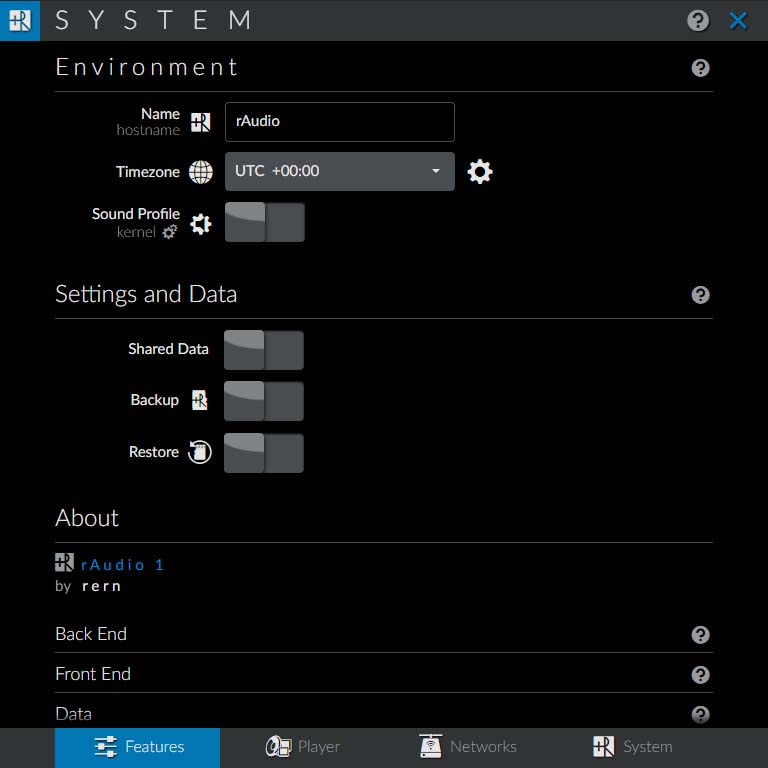 SYSTEM
Environment
Name
hostname
rAudio
Timezone
UTC +00:00
Sound Profile
kernel
Settings and Data
Shared Data
Backup
Restore
About
rAudio 1
by rern
Back End
Front End
Data
Features Player Networks System